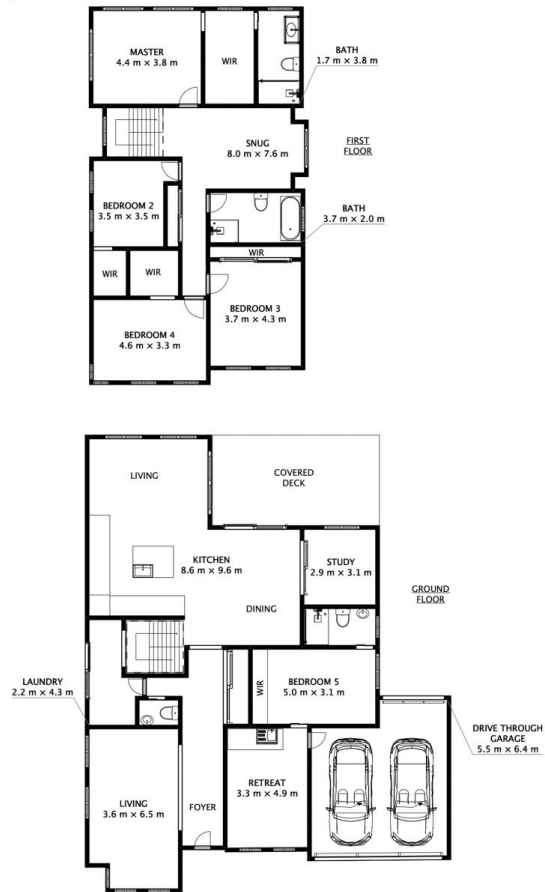 MASTER
4.4 m × 3.8 m
WIR
BATH
1.7 m × 3.8 m
SNUG
8.0 m × 7.6 m
FIRST
FLOOR
BEDROOM 2
3.5 m × 3.5 m
BATH
3.7 m × 2.0 m
WIR
WIR
WIR
BEDROOM 3
3.7 m × 4.3 m
BEDROOM 4
4.6 m × 3.3 m
LIVING
COVERED
DECK
KITCHEN
8.6 m × 9.6 m
STUDY
2.9 m × 3.1 m
GROUND
FLOOR
DINING
LAUNDRY
2.2 m × 4.3 m
WIR
BEDROOM 5
5.0 m × 3.1 m
DRIVE THROUGH
GARAGE
5.5 m × 6.4 m
RETREAT
3.3 m × 4.9 m
LIVING
3.6 m × 6.5 m
FOYER